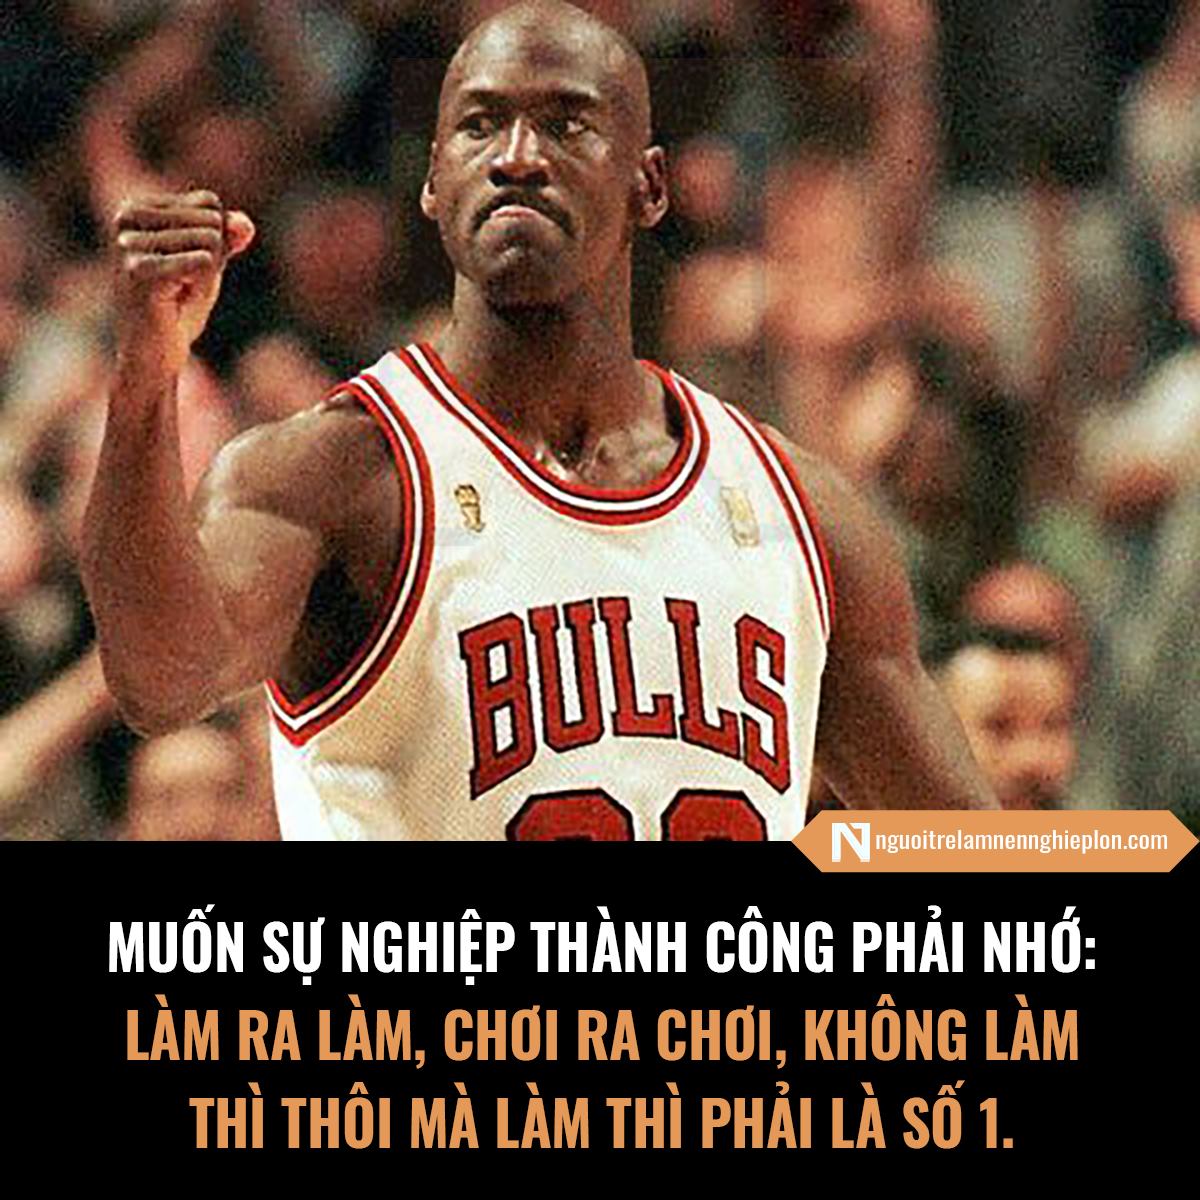 BULLS
nguoitrelamnennghieplon.com
MUỐN SỰ NGHIỆP THÀNH CÔNG PHẢI NHỚ:
LÀM RA LÀM, CHƠI RA CHƠI, KHÔNG LÀM
THÌ THÔI MÀ LÀM THÌ PHẢI LÀ SỐ 1.